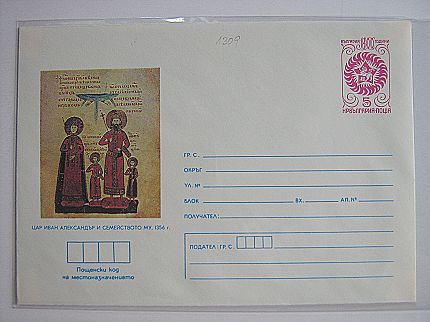 1309
БЪЛГАРИЯ 1300 ГОДИНИ
5
НР БЪЛГАРИЯ ПОЩА
ГР. С.
ОКРЪГ
УЛ. №
БЛОК ВХ. АП. №
ПОЛУЧАТЕЛ:
ПОДАТЕЛ: ГР. С.
ЦАР ИВАН АЛЕКСАНДЪР И СЕМЕЙСТВОТО МУ, 1356 г.
Пощенски код
на местоназначението